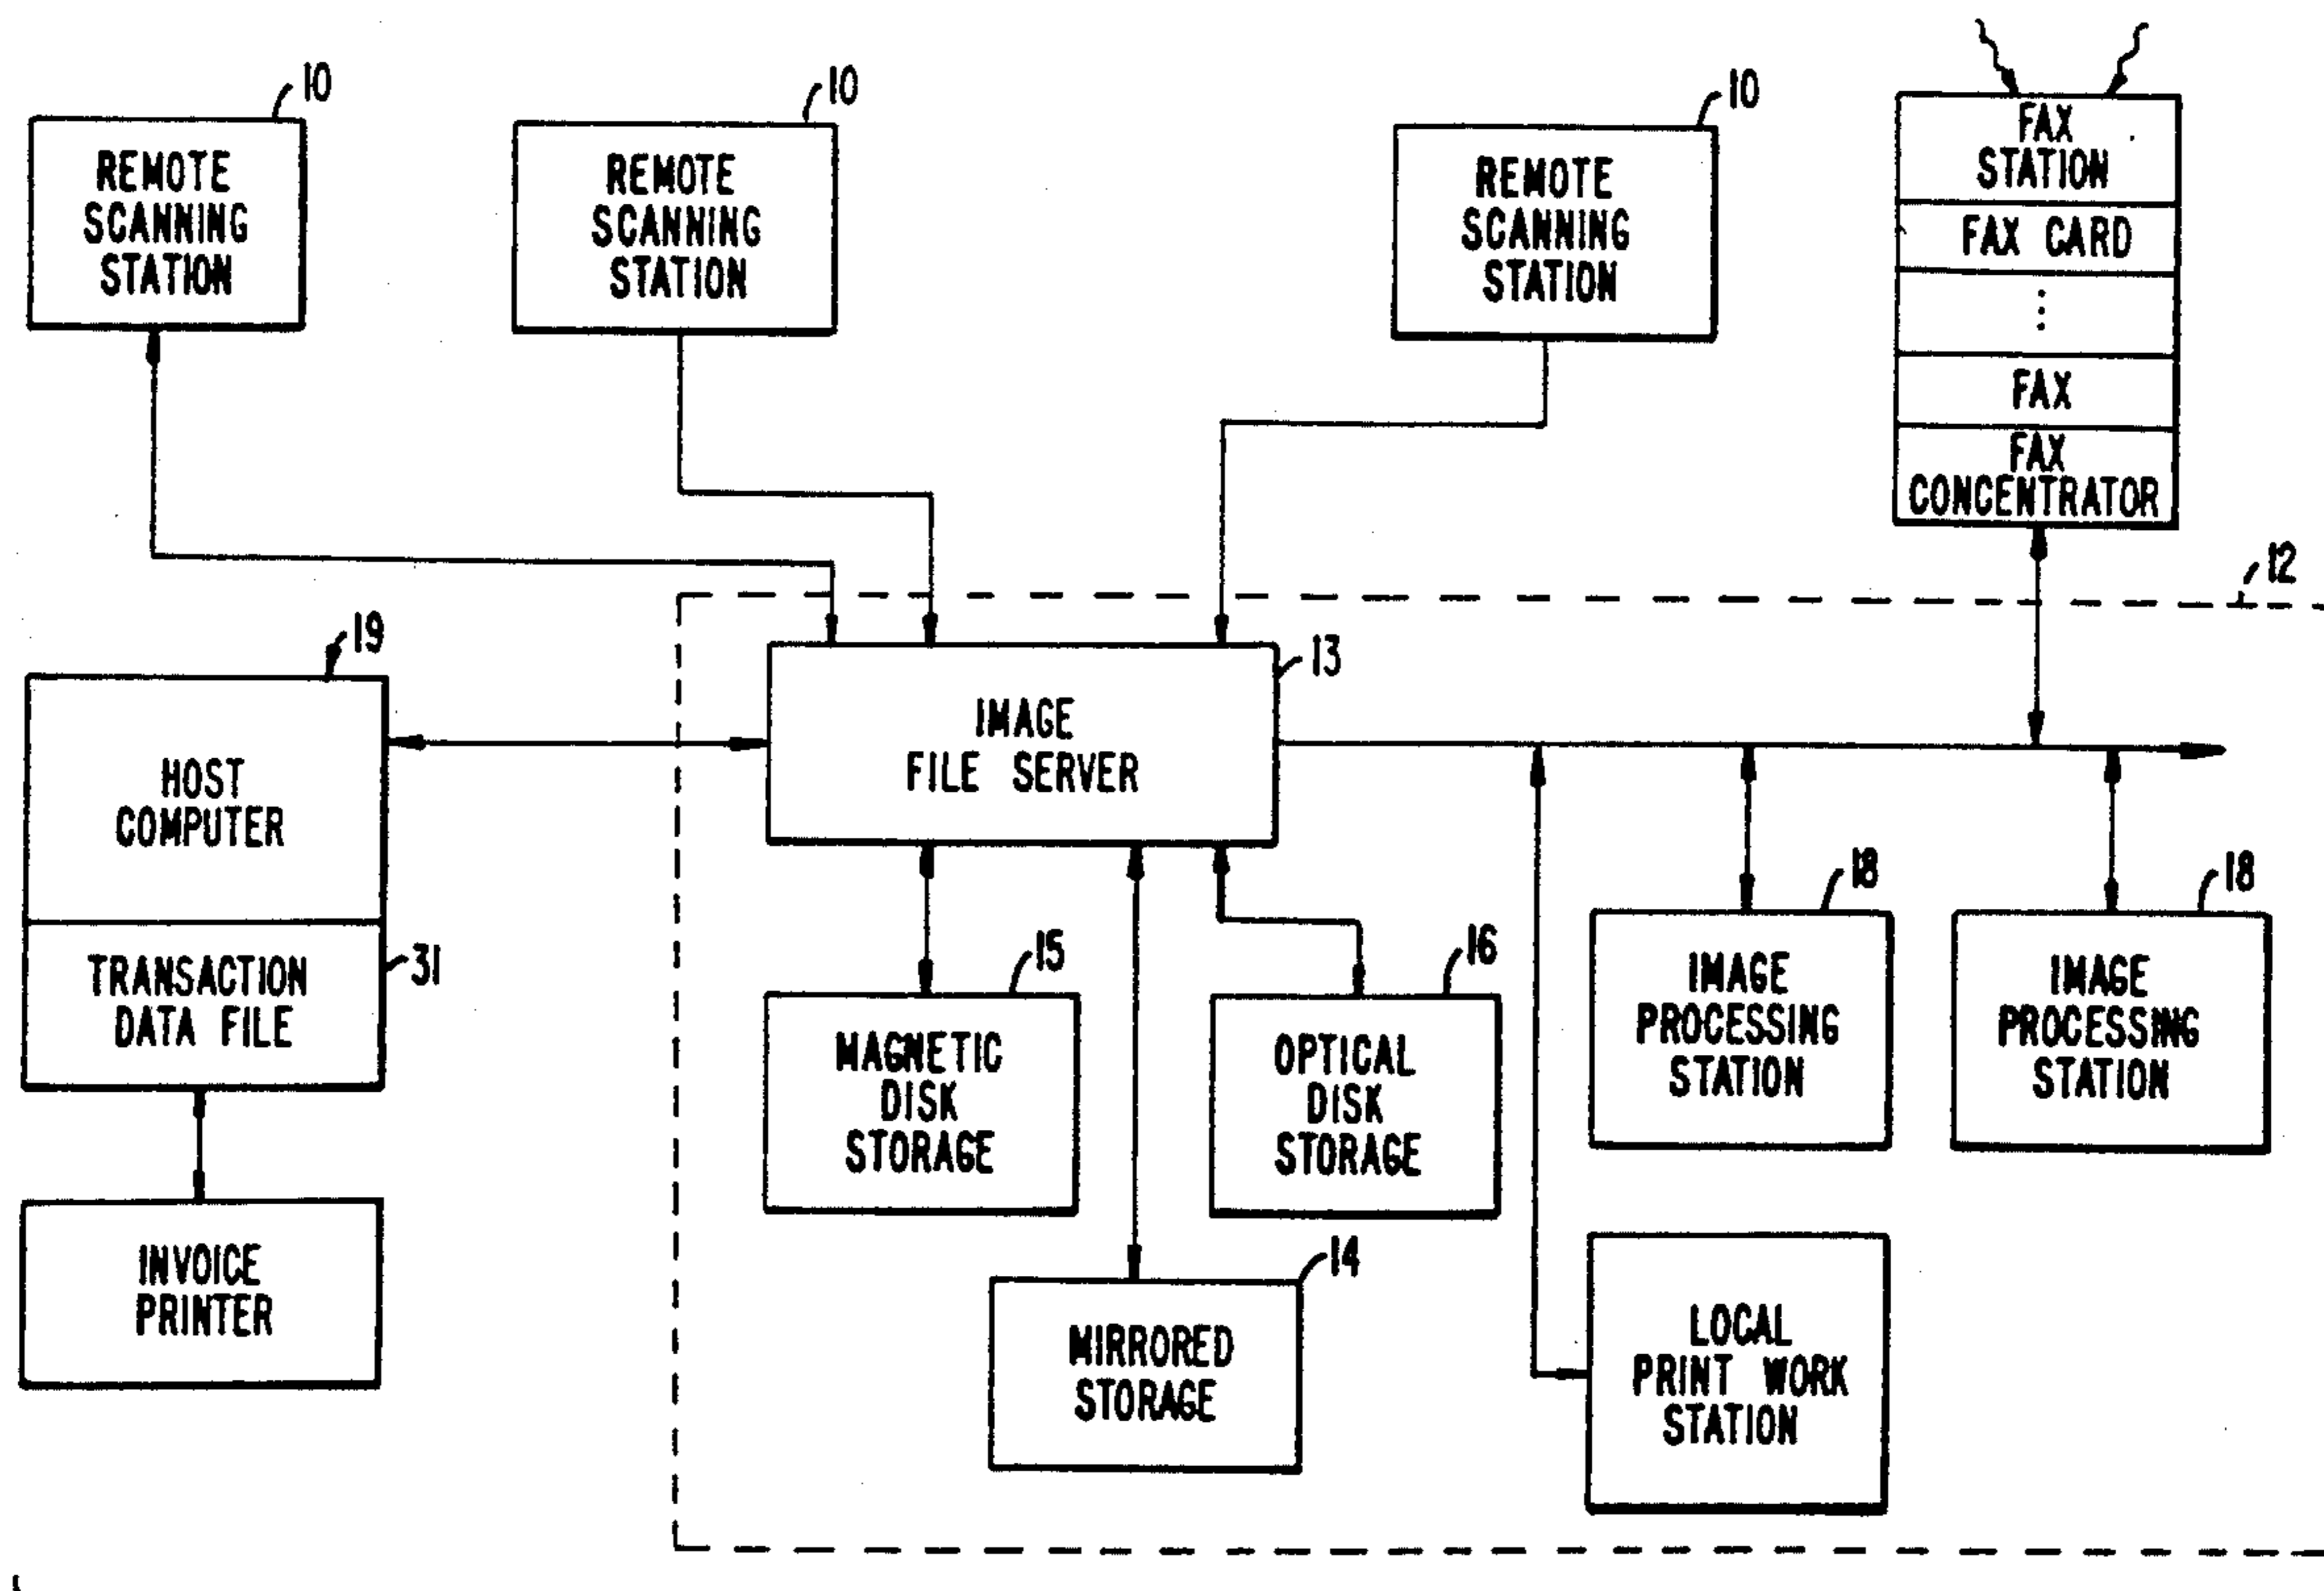 10
REMOTE
SCANNING
STATION
10
REMOTE
SCANNING
STATION
10
REMOTE
SCANNING
STATION
FAX
STATION
FAX CARD
⋮
FAX
FAX
CONCENTRATOR
12
19
HOST
COMPUTER
31
TRANSACTION
DATA FILE
INVOICE
PRINTER
13
IMAGE
FILE SERVER
15
MAGNETIC
DISK
STORAGE
16
OPTICAL
DISK
STORAGE
14
MIRRORED
STORAGE
18
IMAGE
PROCESSING
STATION
18
IMAGE
PROCESSING
STATION
LOCAL
PRINT WORK
STATION